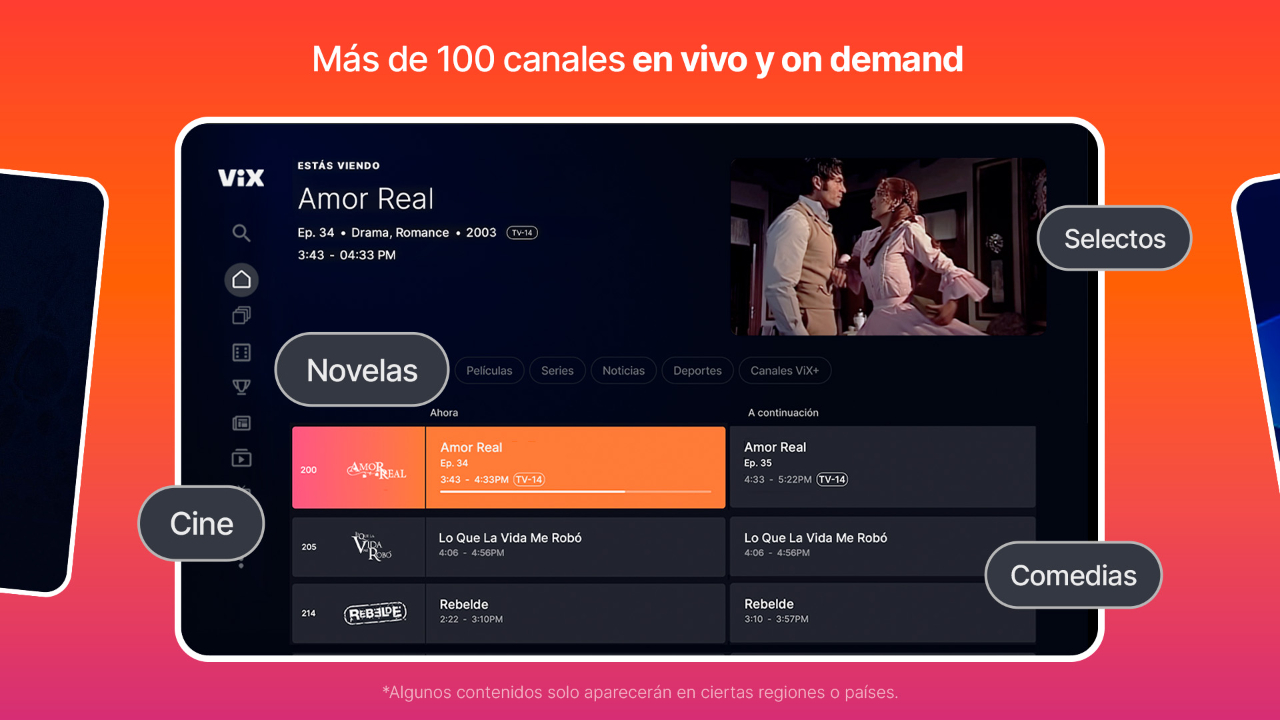 Más de 100 canales en vivo y on demand
ViX
ESTÁS VIENDO
Amor Real
Ep. 34 • Drama, Romance • 2003 TV-14
3:43 - 04:33 PM
Selectos
Novelas
Películas
Series
Noticias
Deportes
Canales ViX+
Ahora
A continuación
200
AMOR REAL
Amor Real
Ep. 34
3:43 - 4:33PM TV-14
Amor Real
Ep. 35
4:33 - 5:22PM TV-14
Cine
205
LO QUE LA VIDA ME ROBÓ
Lo Que La Vida Me Robó
4:06 - 4:56PM
Lo Que La Vida Me Robó
4:06 - 4:56PM
Comedias
214
REBELDE
Rebelde
2:22 - 3:10PM
Rebelde
3:10 - 3:57PM
*Algunos contenidos solo aparecerán en ciertas regiones o países.